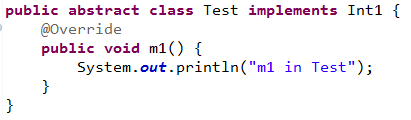 public abstract class Test implements Int1 {
    @Override
    public void m1() {
        System.out.println("m1 in Test");
    }
}